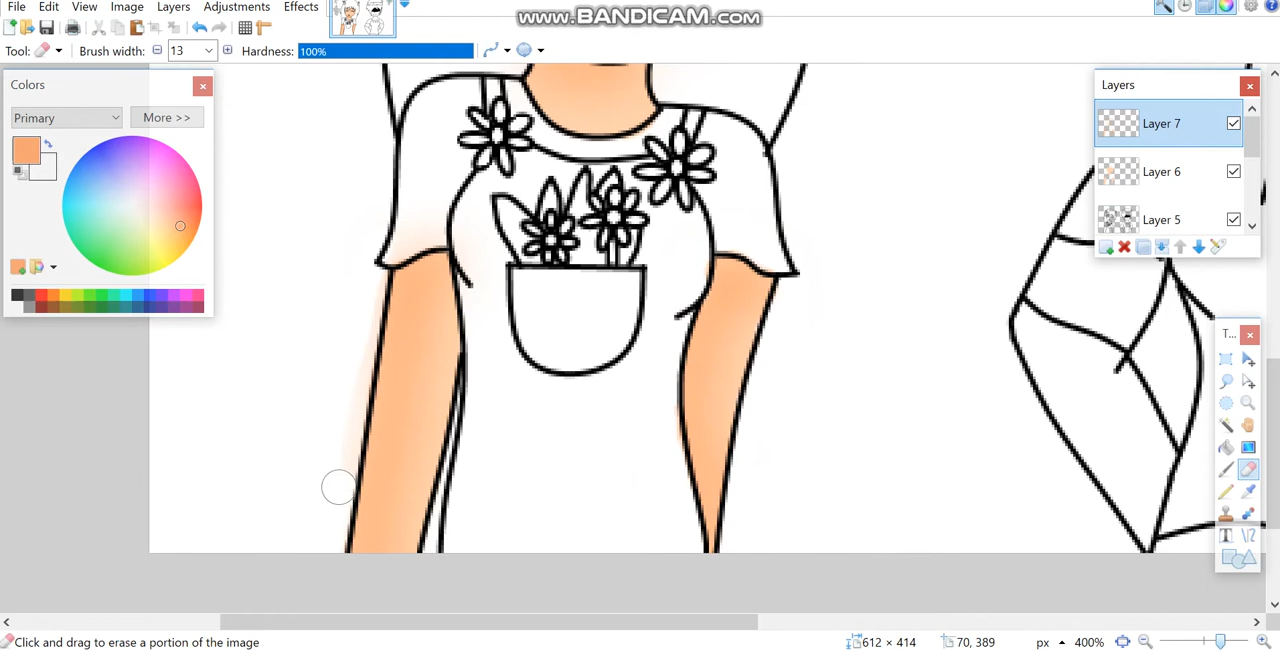 www.BANDICAM.com
File Edit View Image Layers Adjustments Effects
Tool: Brush width: 13 Hardness: 100%
Colors
Primary More >>
Layers
Layer 7
Layer 6
Layer 5
T...
Click and drag to erase a portion of the image 612 × 414 70, 389 px 400%